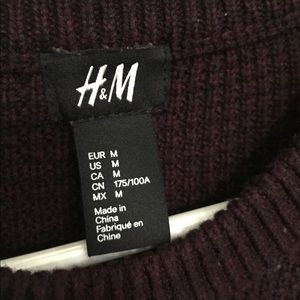 H&M
EUR M
US M
CA M
CN 175/100A
MX M
Made in
China
Fabriqué en
Chine